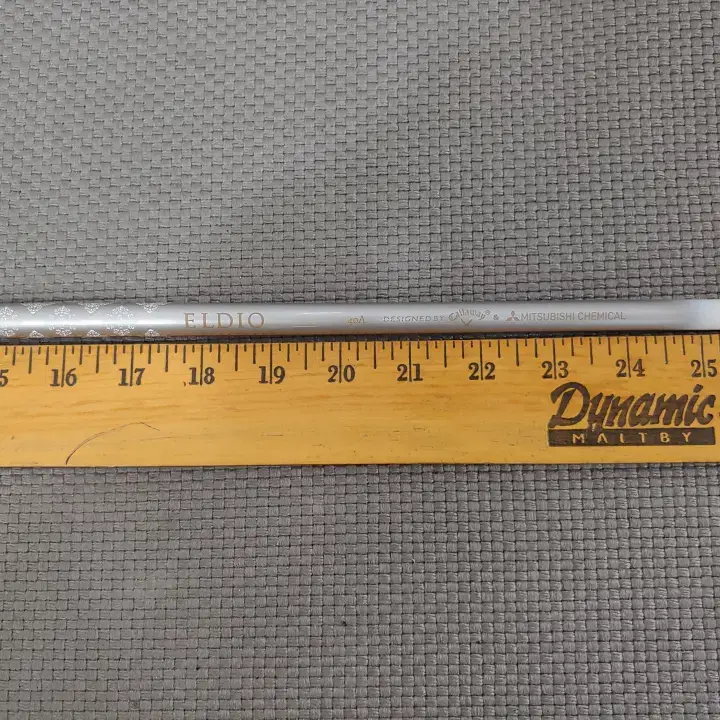 ELDIO 40A DESIGNED BY Callaway & MITSUBISHI CHEMICAL
5 16 17 18 19 20 21 22 23 24 25
Dynamic
MALTBY